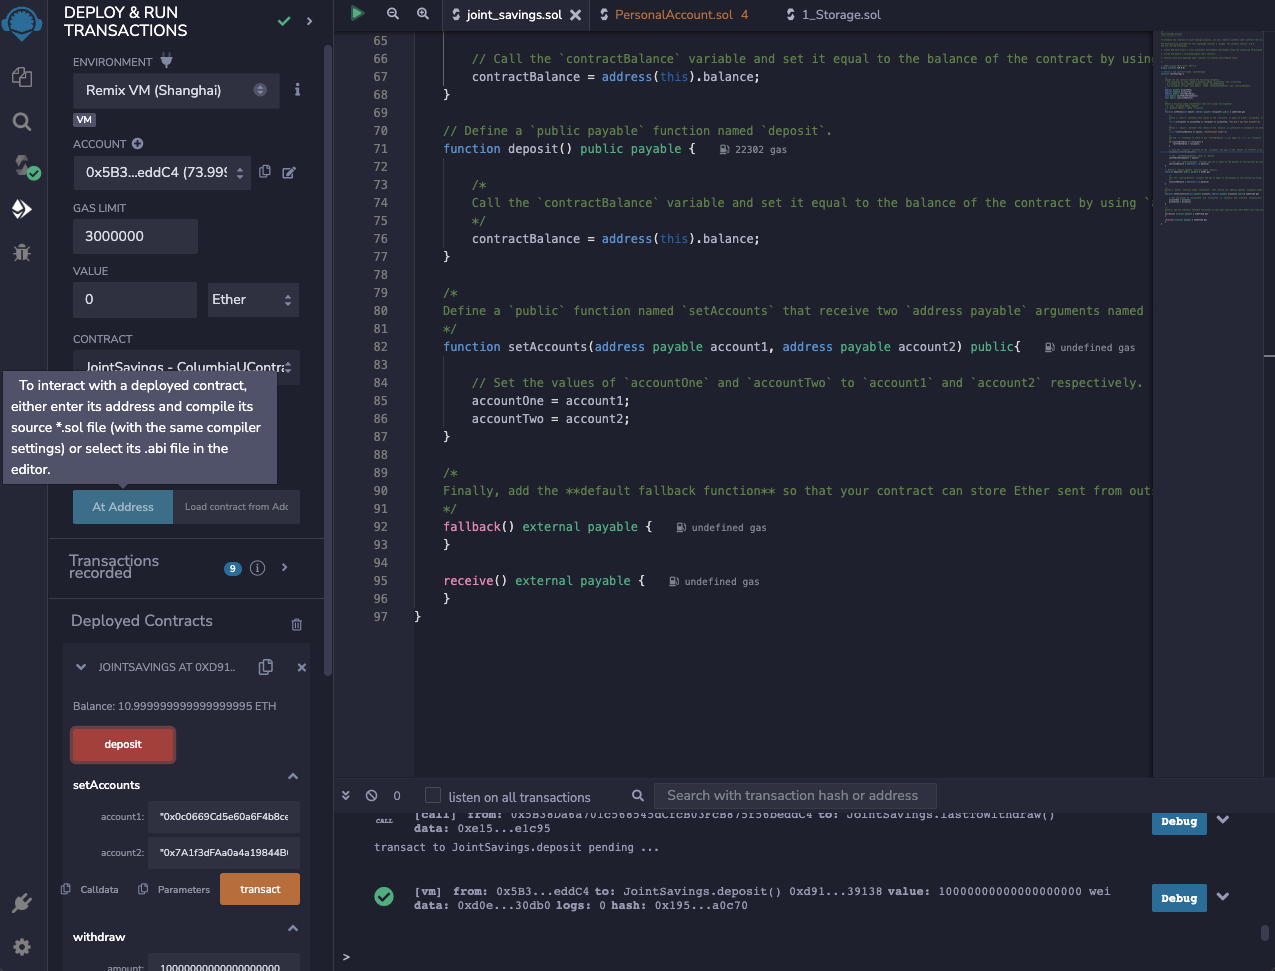 DEPLOY & RUN
TRANSACTIONS
ENVIRONMENT
Remix VM (Shanghai)
VM
ACCOUNT
0x5B3...eddC4 (73.999
GAS LIMIT
3000000
VALUE
0
Ether
CONTRACT
JointSavings - ColumbiaUContra
To interact with a deployed contract,
either enter its address and compile its
source *.sol file (with the same compiler
settings) or select its .abi file in the
editor.
At Address
Load contract from Adc
Transactions
recorded
9
Deployed Contracts
JOINTSAVINGS AT 0XD91..
Balance: 10.999999999999999995 ETH
deposit
setAccounts
account1:
"0x0c0669Cd5e60a6F4b8ce
account2:
"0x7A1f3dFAa0a4a19844B6
Calldata
Parameters
transact
withdraw
amount:
joint_savings.sol
PersonalAccount.sol 4
1_Storage.sol
65
66 // Call the `contractBalance` variable and set it equal to the balance of the contract by using
67 contractBalance = address(this).balance;
68 }
69
70 // Define a `public payable` function named `deposit`.
71 function deposit() public payable { 22302 gas
72
73 /*
74 Call the `contractBalance` variable and set it equal to the balance of the contract by using `
75 */
76 contractBalance = address(this).balance;
77 }
78
79 /*
80 Define a `public` function named `setAccounts` that receive two `address payable` arguments named
81 */
82 function setAccounts(address payable account1, address payable account2) public{ undefined gas
83
84 // Set the values of `accountOne` and `accountTwo` to `account1` and `account2` respectively.
85 accountOne = account1;
86 accountTwo = account2;
87 }
88
89 /*
90 Finally, add the **default fallback function** so that your contract can store Ether sent from outs
91 */
92 fallback() external payable { undefined gas
93 }
94
95 receive() external payable { undefined gas
96 }
97 }
0
listen on all transactions
Search with transaction hash or address
CALL [call] from: 0x5B38Da6a701c568545dCfcB03FcB875f56beddC4 to: JointSavings.lastToWithdraw()
data: 0xe15...e1c95
Debug
transact to JointSavings.deposit pending ...
[vm] from: 0x5B3...eddC4 to: JointSavings.deposit() 0xd91...39138 value: 10000000000000000000 wei
data: 0xd0e...30db0 logs: 0 hash: 0x195...a0c70
Debug
>